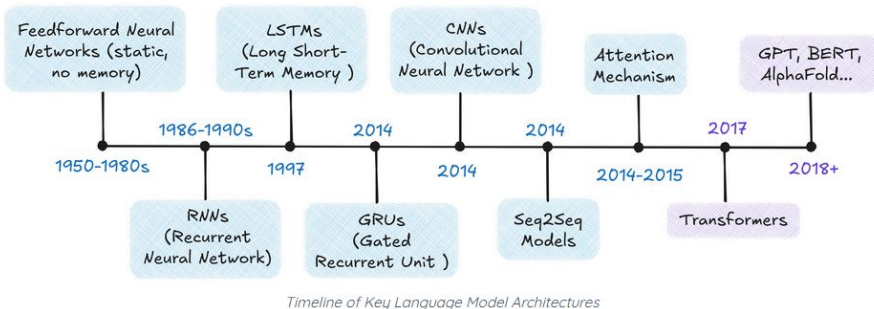 Feedforward Neural
Networks (static,
no memory)
LSTMs
(Long Short-
Term Memory )
CNNs
(Convolutional
Neural Network )
Attention
Mechanism
GPT, BERT,
AlphaFold...
1986-1990s
2014
2014
2017
1950-1980s
1997
2014
2014-2015
2018+
RNNs
(Recurrent
Neural Network)
GRUs
(Gated
Recurrent Unit )
Seq2Seq
Models
Transformers
Timeline of Key Language Model Architectures